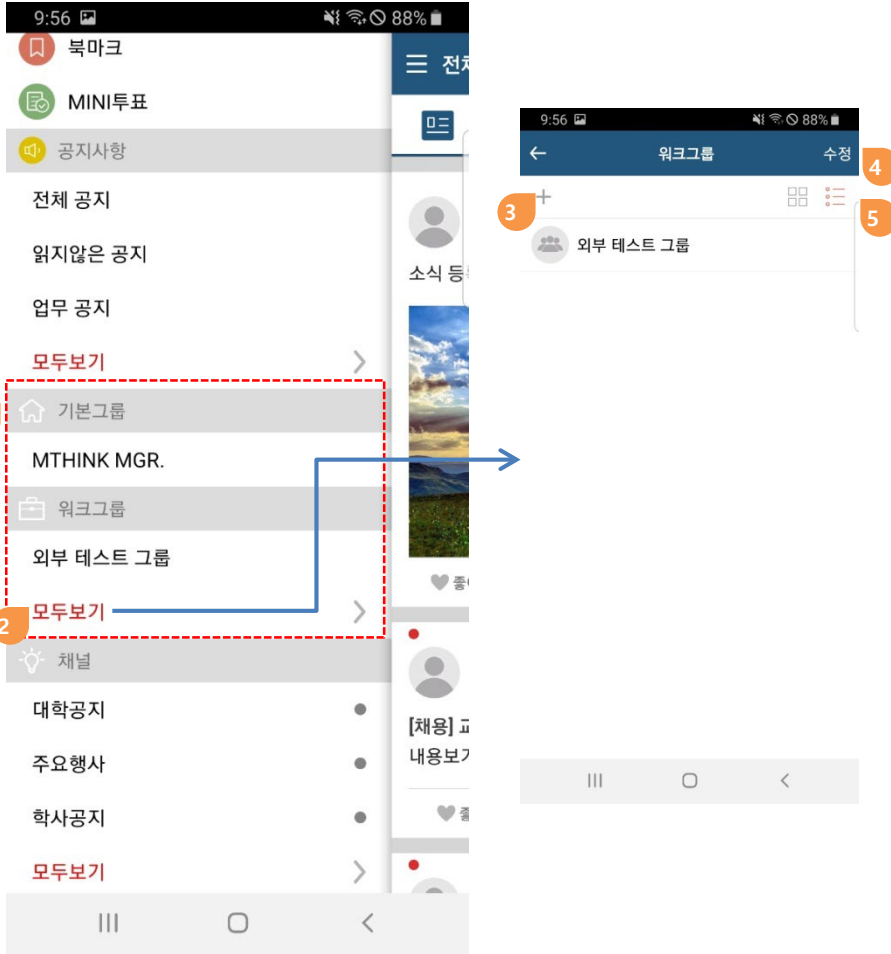 9:56
88%
북마크
MINI투표
공지사항
전체 공지
읽지않은 공지
업무 공지
모두보기
기본그룹
MTHINK MGR.
워크그룹
외부 테스트 그룹
모두보기
2
채널
대학공지
주요행사
학사공지
모두보기
전
소식 등
좋
[채용] 교
내용보기
좋
9:56
88%
워크그룹
수정
4
3
5
외부 테스트 그룹